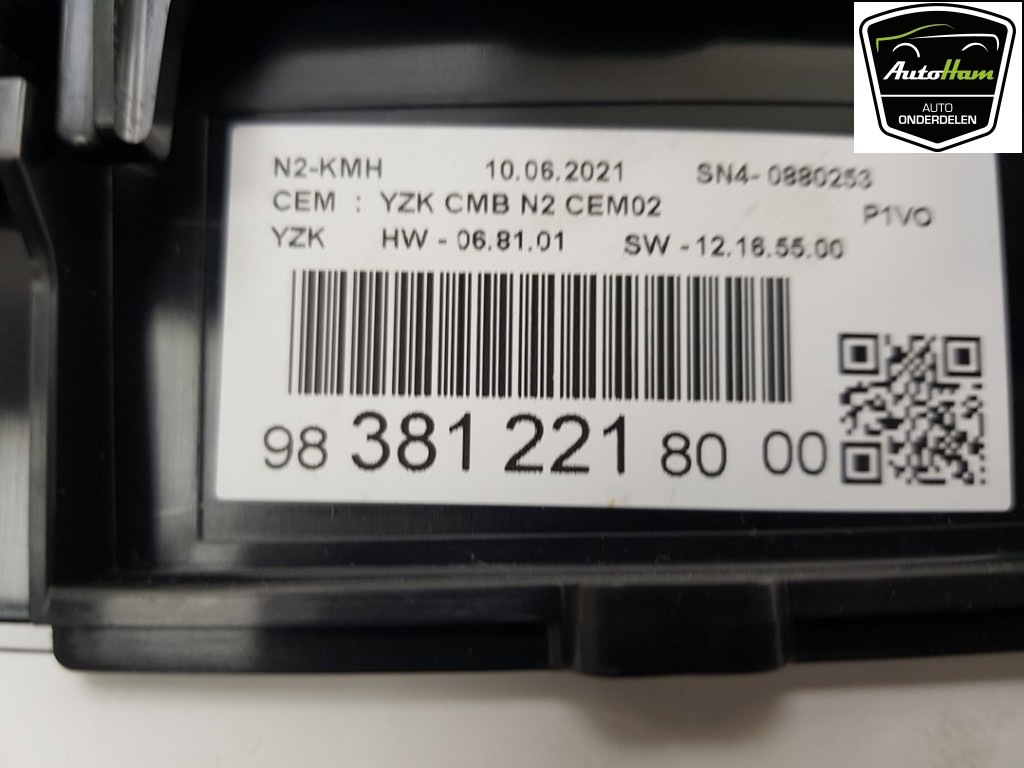 AutoHam
AUTO
ONDERDELEN
N2-KMH 10.06.2021 SN4- 0880253
CEM : YZK CMB N2 CEM02 P1VO
YZK HW - 06.81.01 SW - 12.16.55.00
98 381 221 80 00